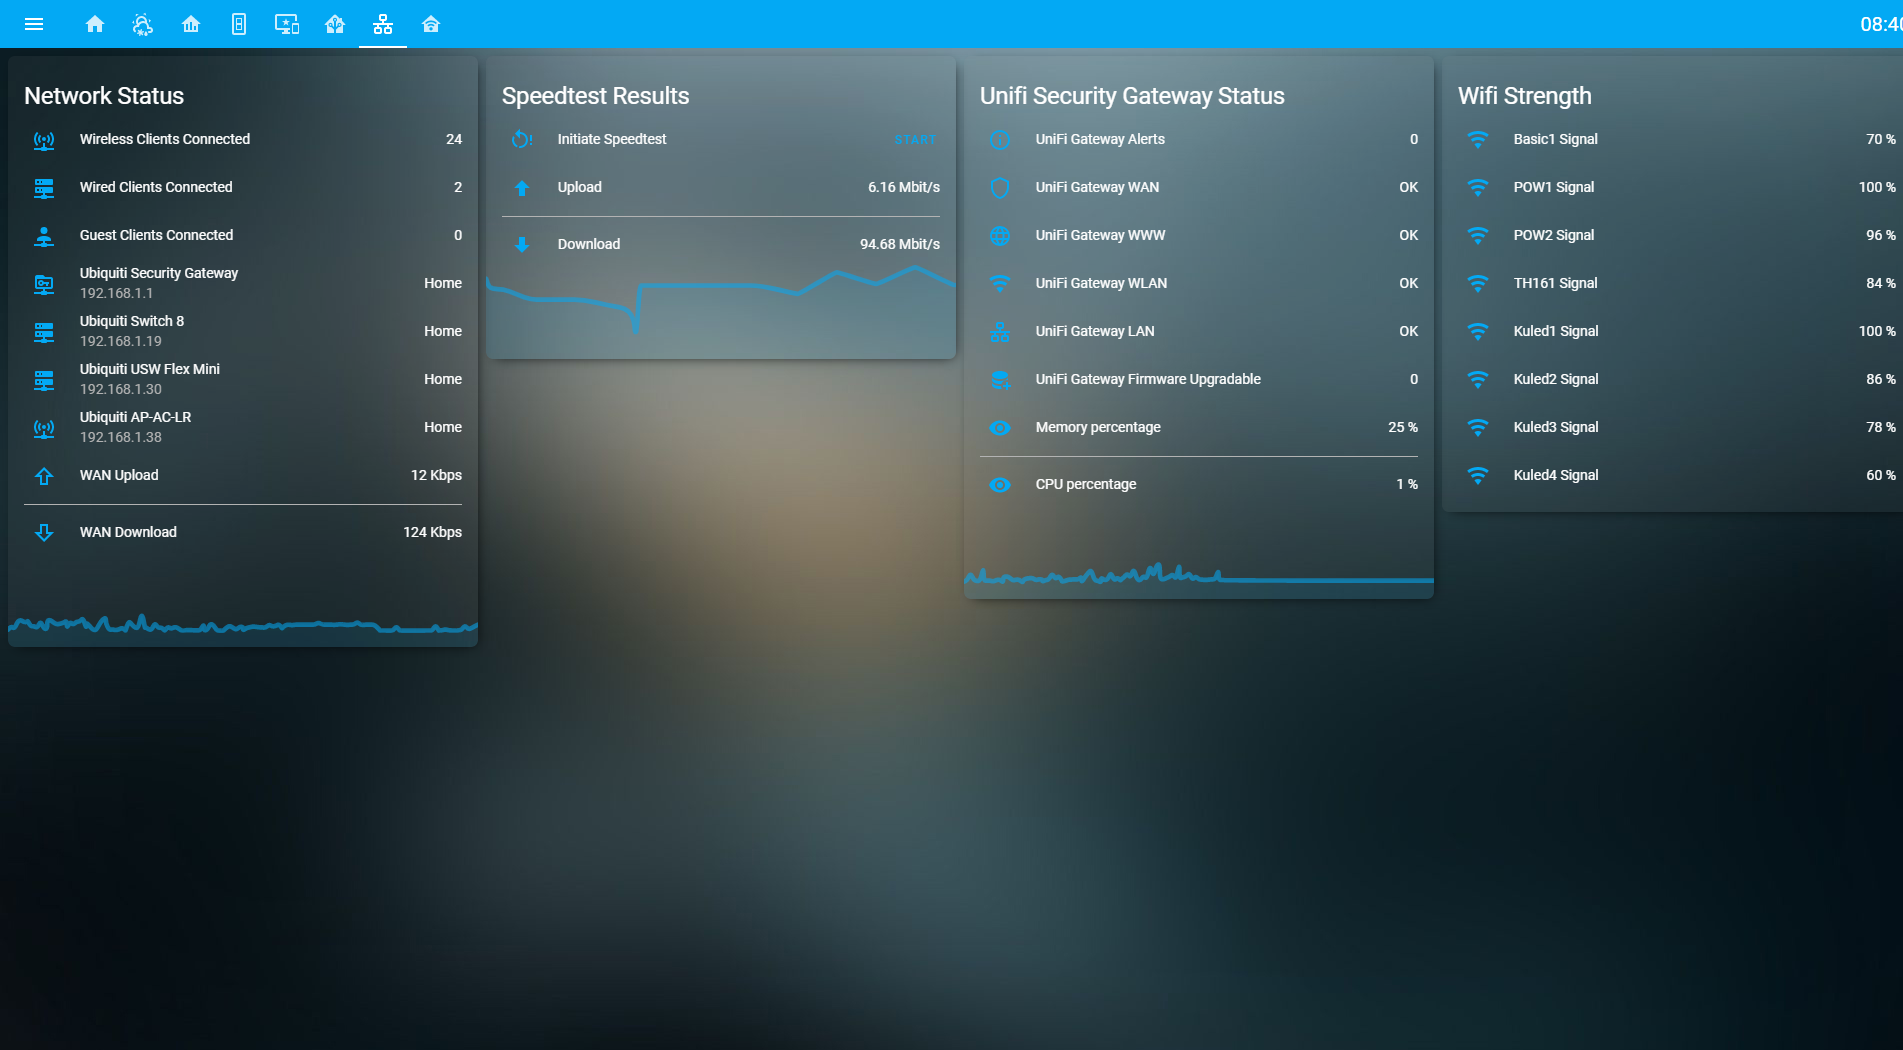 08:40
Network Status
Wireless Clients Connected 24
Wired Clients Connected 2
Guest Clients Connected 0
Ubiquiti Security Gateway
192.168.1.1
Home
Ubiquiti Switch 8
192.168.1.19
Home
Ubiquiti USW Flex Mini
192.168.1.30
Home
Ubiquiti AP-AC-LR
192.168.1.38
Home
WAN Upload 12 Kbps
WAN Download 124 Kbps
Speedtest Results
Initiate Speedtest START
Upload 6.16 Mbit/s
Download 94.68 Mbit/s
Unifi Security Gateway Status
UniFi Gateway Alerts 0
UniFi Gateway WAN OK
UniFi Gateway WWW OK
UniFi Gateway WLAN OK
UniFi Gateway LAN OK
UniFi Gateway Firmware Upgradable 0
Memory percentage 25 %
CPU percentage 1 %
Wifi Strength
Basic1 Signal 70 %
POW1 Signal 100 %
POW2 Signal 96 %
TH161 Signal 84 %
Kuled1 Signal 100 %
Kuled2 Signal 86 %
Kuled3 Signal 78 %
Kuled4 Signal 60 %